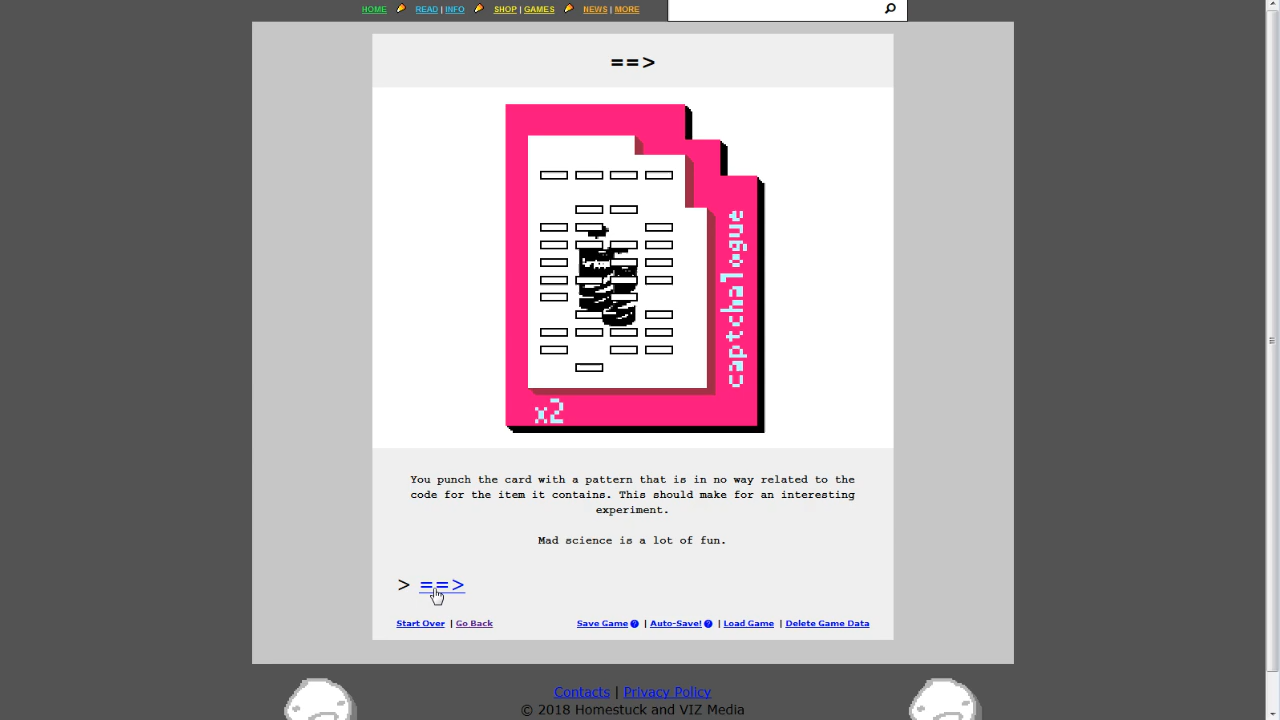 HOME READ | INFO SHOP | GAMES NEWS | MORE
==>
captchalogue
x2
You punch the card with a pattern that is in no way related to the
code for the item it contains. This should make for an interesting
experiment.
Mad science is a lot of fun.
> ==>
Start Over | Go Back Save Game ? | Auto-Save! ? | Load Game | Delete Game Data
Contacts | Privacy Policy
© 2018 Homestuck and VIZ Media